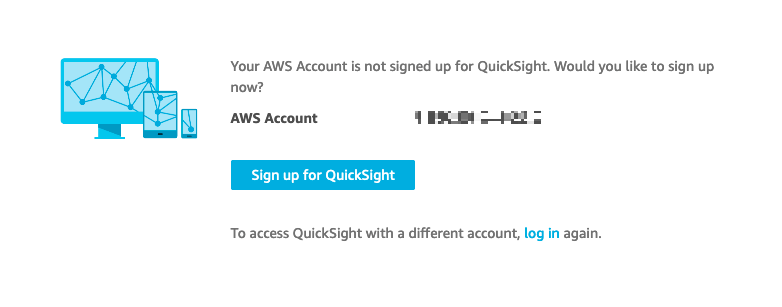 Your AWS Account is not signed up for QuickSight. Would you like to sign up
now?
AWS Account
Sign up for QuickSight
To access QuickSight with a different account, log in again.